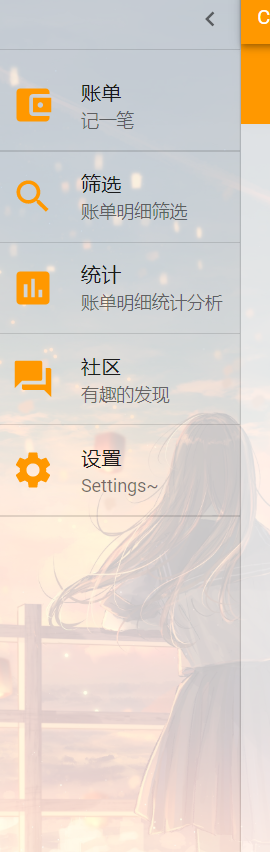 C
账单
记一笔
筛选
账单明细筛选
统计
账单明细统计分析
社区
有趣的发现
设置
Settings~